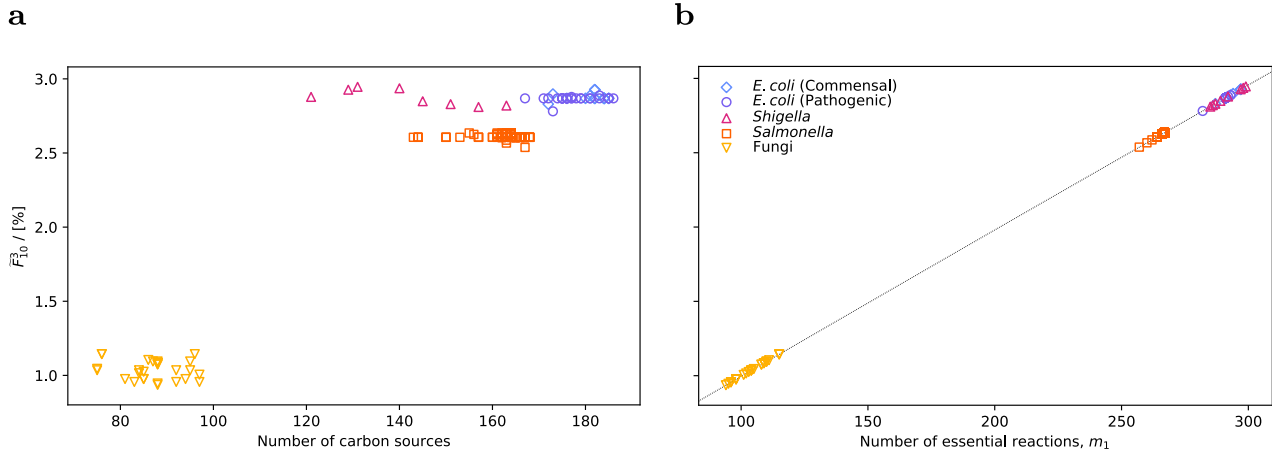 a
b
3.0
2.5
2.0
1.5
1.0
F̃³₁₀ / [%]
80 100 120 140 160 180
Number of carbon sources
E. coli (Commensal)
E. coli (Pathogenic)
Shigella
Salmonella
Fungi
100 150 200 250 300
Number of essential reactions, m₁